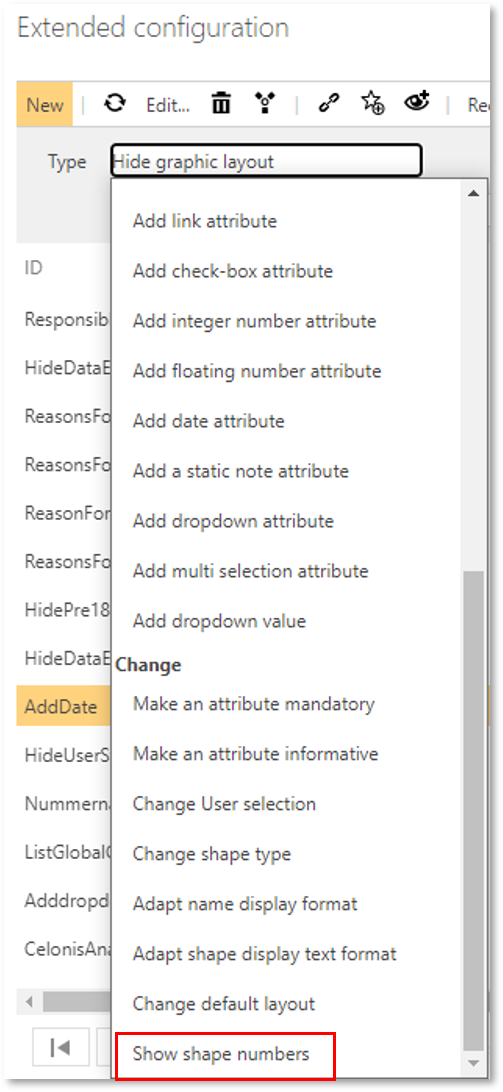 Extended configuration
New | Edit... | Re
Type Hide graphic layout
Add link attribute
ID
Add check-box attribute
Responsib
Add integer number attribute
HideDataE
Add floating number attribute
ReasonsFo
Add date attribute
ReasonsFo
Add a static note attribute
ReasonFor
Add dropdown attribute
ReasonsFo
Add multi selection attribute
HidePre18
Add dropdown value
HideDataE
Change
AddDate
Make an attribute mandatory
HideUserS
Make an attribute informative
Nummerna
Change User selection
ListGlobalC
Change shape type
Adddropd
Adapt name display format
CelonisAna
Adapt shape display text format
Change default layout
Show shape numbers